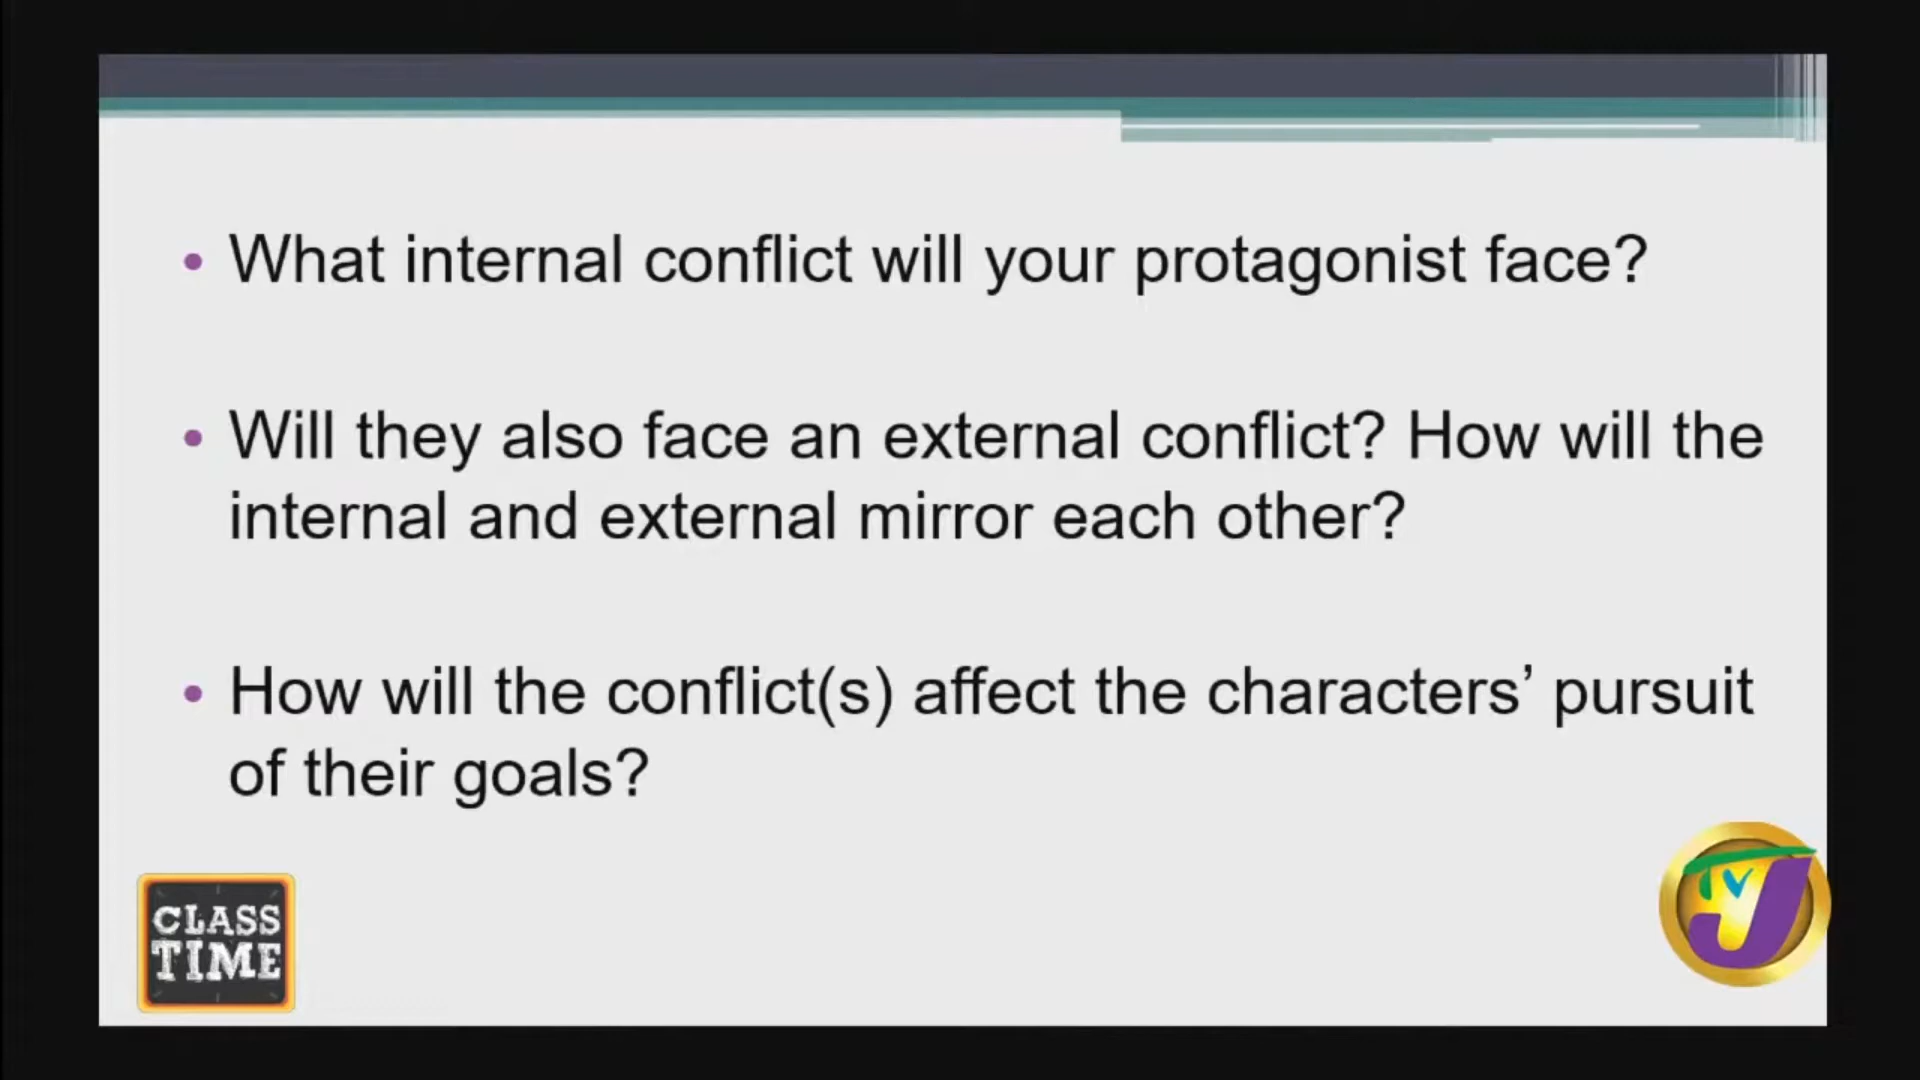 • What internal conflict will your protagonist face?
• Will they also face an external conflict? How will the
internal and external mirror each other?
• How will the conflict(s) affect the characters’ pursuit
of their goals?
CLASS
TIME
TVJ